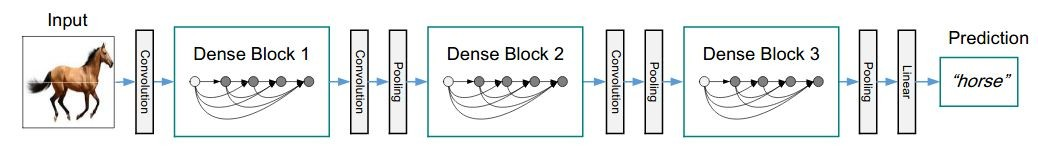 Input
Convolution
Dense Block 1
Convolution
Pooling
Dense Block 2
Convolution
Pooling
Dense Block 3
Pooling
Linear
Prediction
“horse”